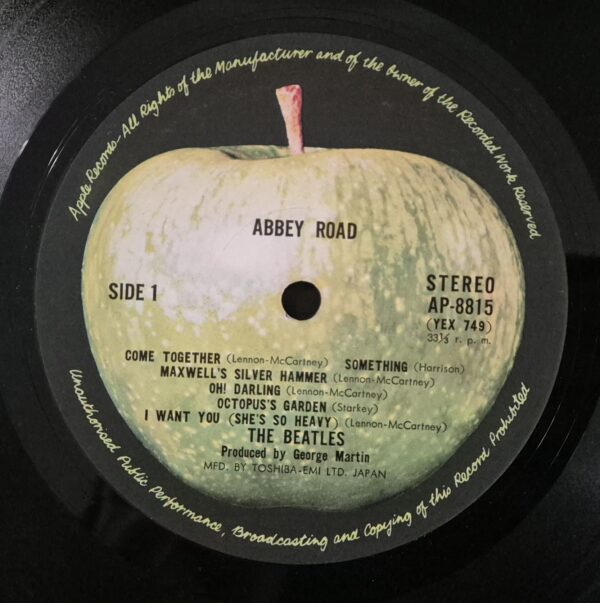 Apple Records-All Rights of the Manufacturer and of the Owner of the Recorded Work Reserved
ABBEY ROAD
SIDE 1
STEREO
AP-8815
(YEX 749)
33⅓ r. p. m.
COME TOGETHER (Lennon-McCartney) SOMETHING (Harrison)
MAXWELL'S SILVER HAMMER (Lennon-McCartney)
OH! DARLING (Lennon-McCartney)
OCTOPUS'S GARDEN (Starkey)
I WANT YOU (SHE'S SO HEAVY) (Lennon-McCartney)
THE BEATLES
Produced by George Martin
MFD. BY TOSHIBA-EMI LTD. JAPAN
Unauthorised Public Performance, Broadcasting and Copying of this Record Prohibited